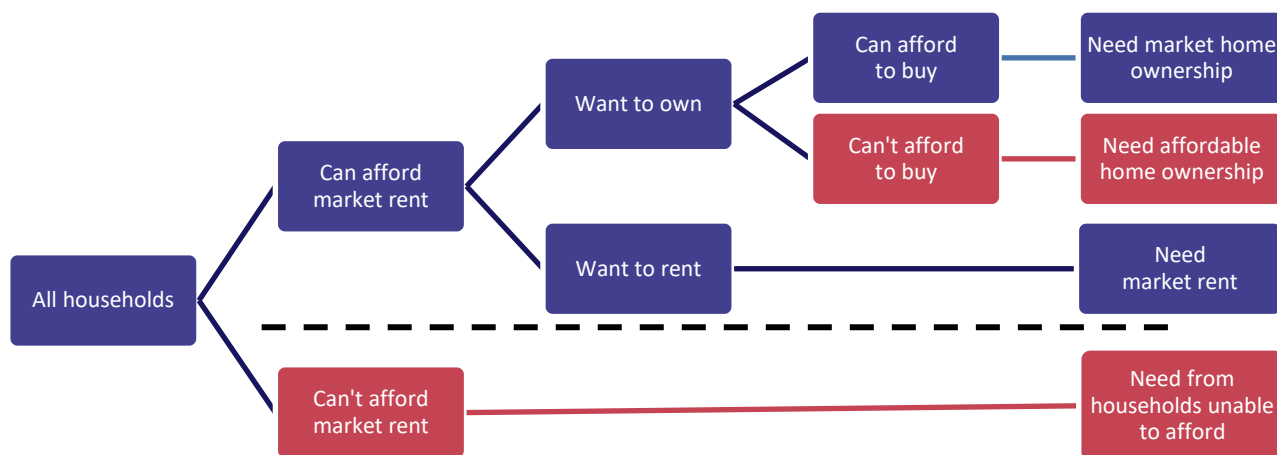 Can afford
to buy
Need market home
ownership
Want to own
Can't afford
to buy
Need affordable
home ownership
Can afford
market rent
Want to rent
Need
market rent
All households
Can't afford
market rent
Need from
households unable
to afford